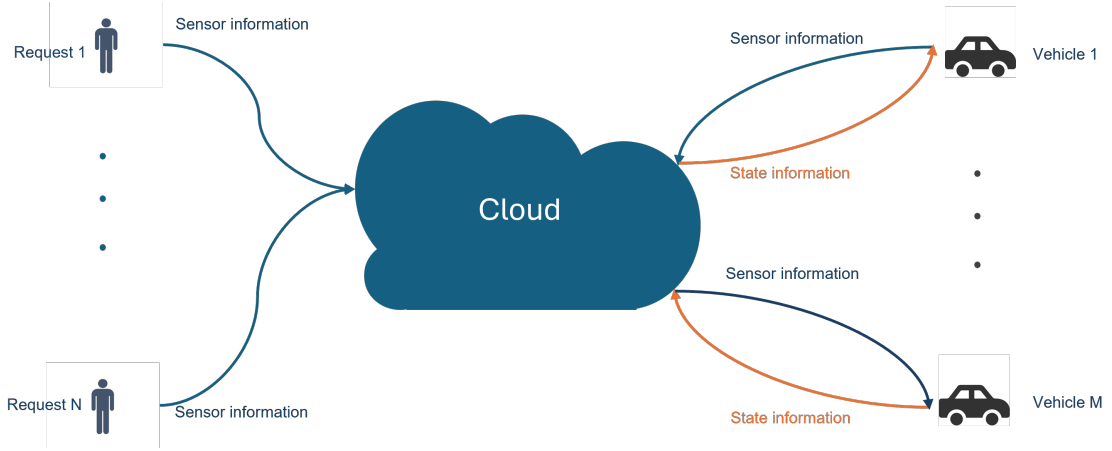 Sensor information
Request 1
Sensor information
Vehicle 1
State information
Cloud
Sensor information
Request N
Sensor information
Vehicle M
State information